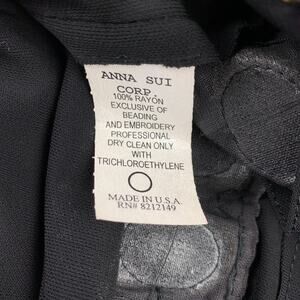 ANNA SUI
CORP.
100% RAYON
EXCLUSIVE OF
BEADING
AND EMBROIDERY
PROFESSIONAL
DRY CLEAN ONLY
WITH
TRICHLOROETHYLENE
MADE IN U.S.A.
RN# 8212149